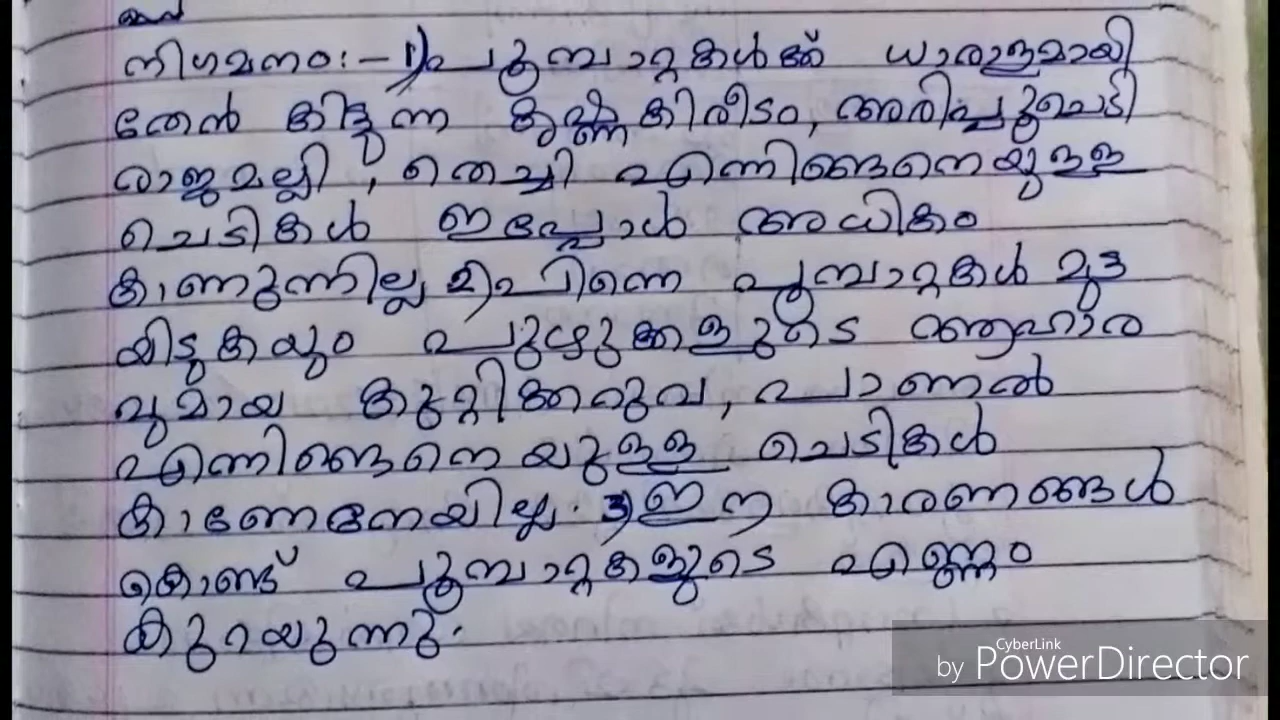 നിഗമനം:- 1) പൂമ്പാറ്റകൾക്ക് ധാരാളമായി
തേൻ കിട്ടുന്ന കൃഷ്ണകിരീടം, അരിപ്പൂചെടി
രാജമല്ലി, തെച്ചി എന്നിങ്ങനെയുള്ള
ചെടികൾ ഇപ്പോൾ അധികം
കാണുന്നില്ല 2) പിന്നെ പൂമ്പാറ്റകൾ മുട്ട
യിടുകയും പുഴുക്കളുടെ ആഹാര
വുമായ കാട്ടുകറുവ, പാണൽ
എന്നിങ്ങനെയുള്ള ചെടികൾ
കാണേനേയില്ല. 3) ഈ കാരണങ്ങൾ
കൊണ്ട് പൂമ്പാറ്റകളുടെ എണ്ണം
കുറയുന്നു.
CyberLink
by PowerDirector